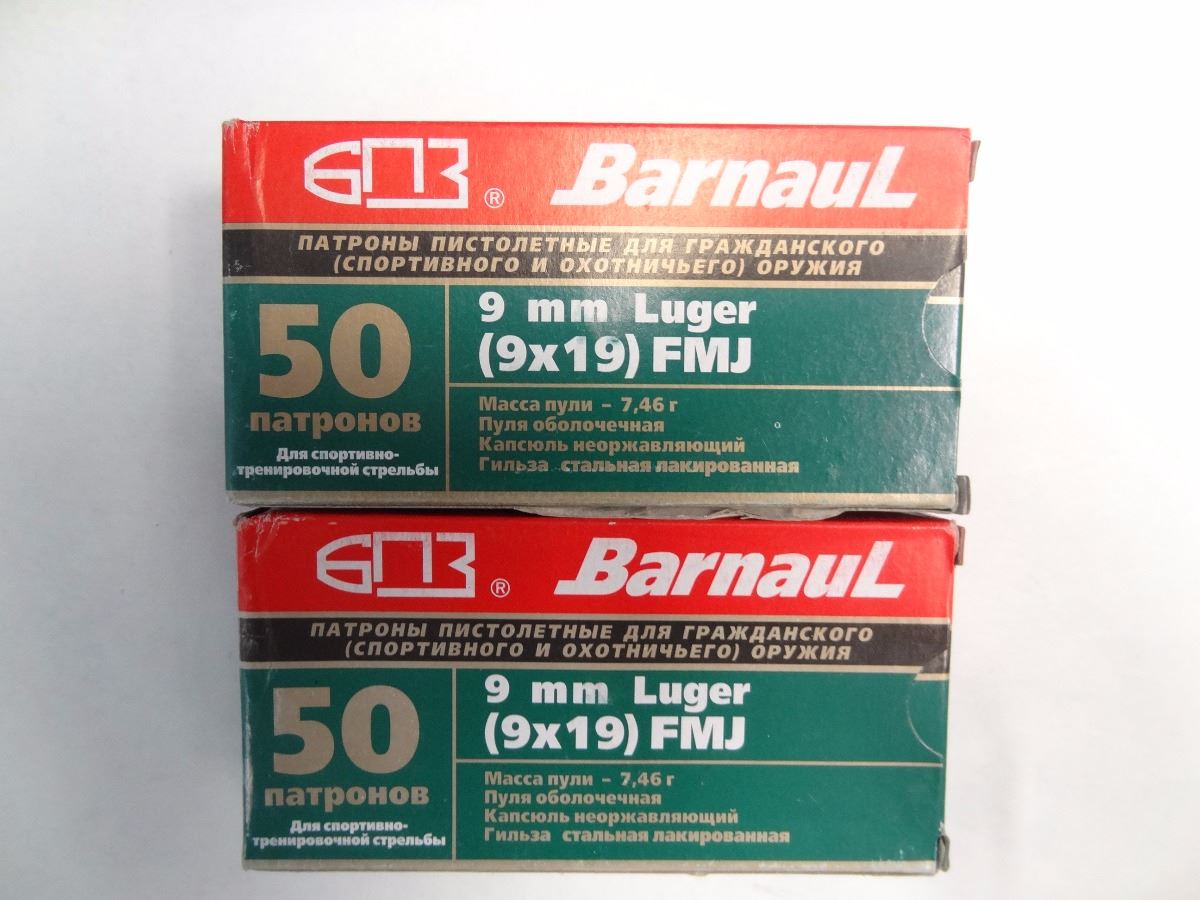 БПЗ ® Barnaul
ПАТРОНЫ ПИСТОЛЕТНЫЕ ДЛЯ ГРАЖДАНСКОГО
(СПОРТИВНОГО И ОХОТНИЧЬЕГО) ОРУЖИЯ
50
патронов
Для спортивно-
тренировочной стрельбы
9 mm Luger
(9x19) FMJ
Масса пули – 7,46 г
Пуля оболочечная
Капсюль неоржавляющий
Гильза стальная лакированная
БПЗ ® Barnaul
ПАТРОНЫ ПИСТОЛЕТНЫЕ ДЛЯ ГРАЖДАНСКОГО
(СПОРТИВНОГО И ОХОТНИЧЬЕГО) ОРУЖИЯ
50
патронов
Для спортивно-
тренировочной стрельбы
9 mm Luger
(9x19) FMJ
Масса пули – 7,46 г
Пуля оболочечная
Капсюль неоржавляющий
Гильза стальная лакированная